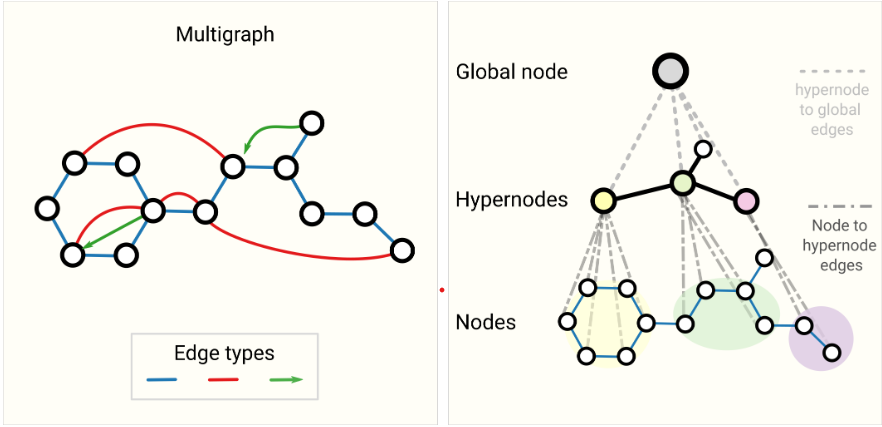 Multigraph
Edge types
Global node
hypernode
to global
edges
Hypernodes
Node to
hypernode
edges
Nodes